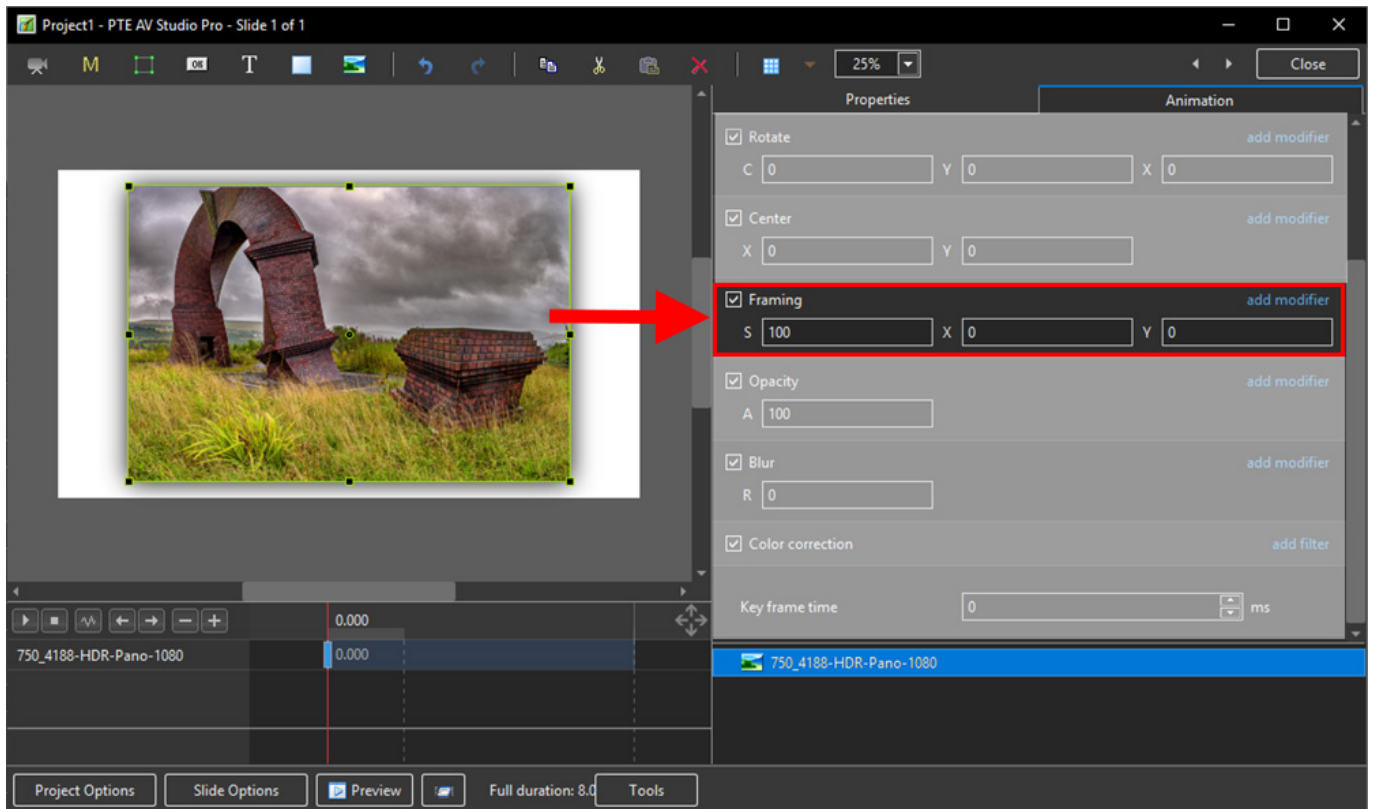 Project1 - PTE AV Studio Pro - Slide 1 of 1
M OK T 25% Close
Properties Animation
Rotate add modifier
C 0 Y 0 X 0
Center add modifier
X 0 Y 0
Framing add modifier
S 100 X 0 Y 0
Opacity add modifier
A 100
Blur add modifier
R 0
Color correction add filter
Key frame time 0 ms
0.000
750_4188-HDR-Pano-1080 0.000
750_4188-HDR-Pano-1080
Project Options Slide Options Preview Full duration: 8.0 Tools